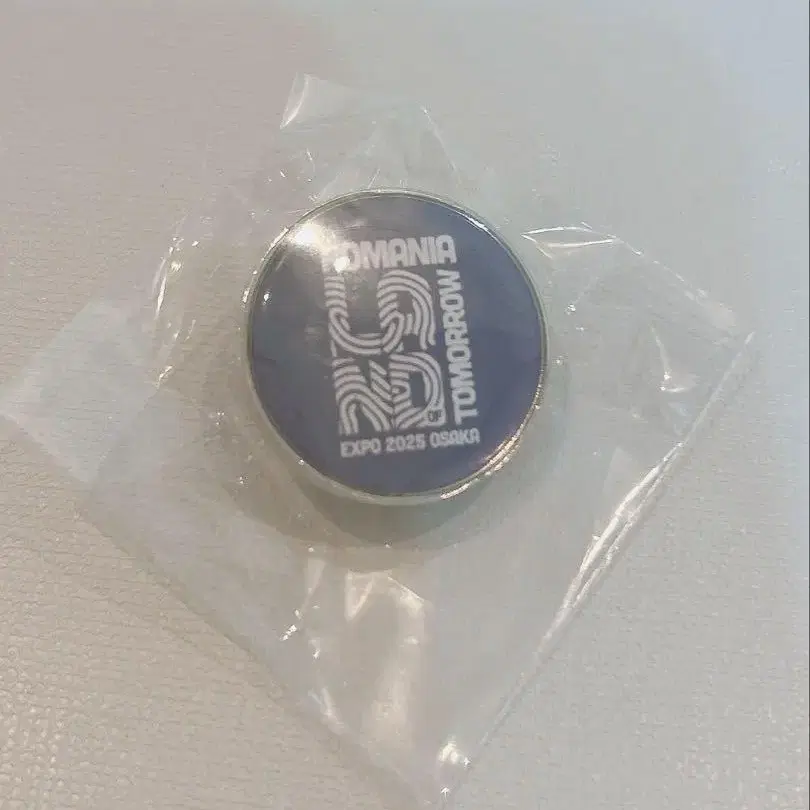 ROMANIA
OF
TOMORROW
EXPO 2025 OSAKA